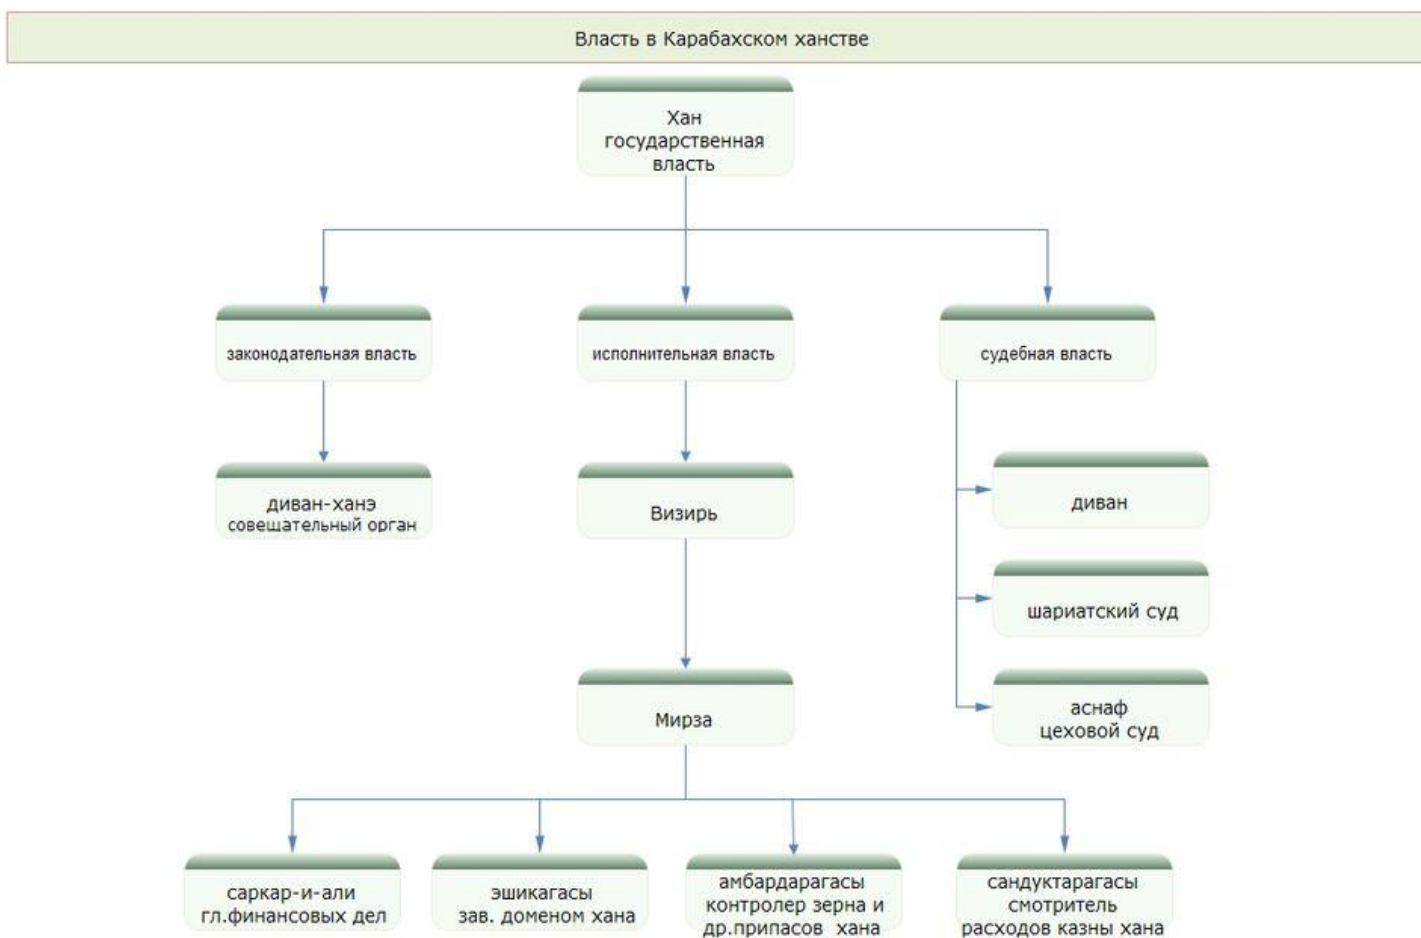 Власть в Карабахском ханстве
Хан
государственная
власть
законодательная власть
исполнительная власть
судебная власть
диван-ханэ
совещательный орган
Визирь
диван
шариатский суд
Мирза
аснаф
цеховой суд
саркар-и-али
гл.финансовых дел
эшикагасы
зав. доменом хана
амбардарагасы
контролер зерна и
др.припасов хана
сандуктарагасы
смотритель
расходов казны хана